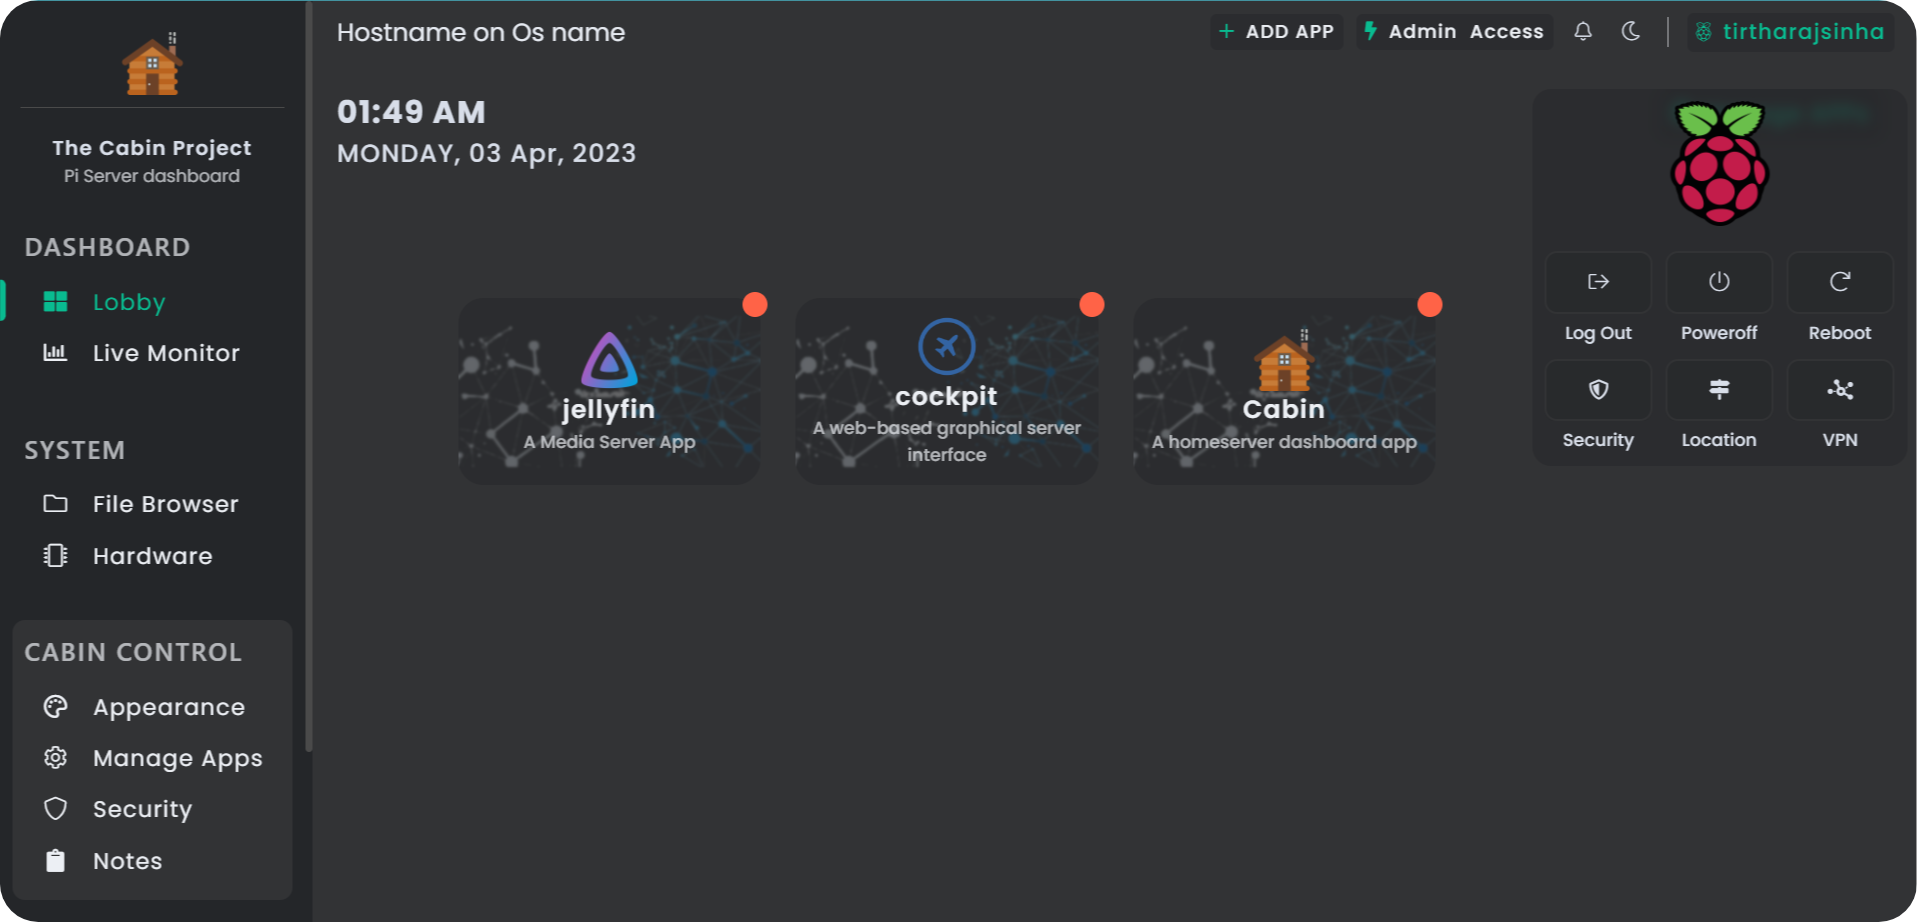 The Cabin Project
Pi Server dashboard
DASHBOARD
Lobby
Live Monitor
SYSTEM
File Browser
Hardware
CABIN CONTROL
Appearance
Manage Apps
Security
Notes
Hostname on Os name
ADD APP
Admin Access
tirtharajsinha
01:49 AM
MONDAY, 03 Apr, 2023
jellyfin
A Media Server App
cockpit
A web-based graphical server
interface
Cabin
A homeserver dashboard app
Log Out
Poweroff
Reboot
Security
Location
VPN